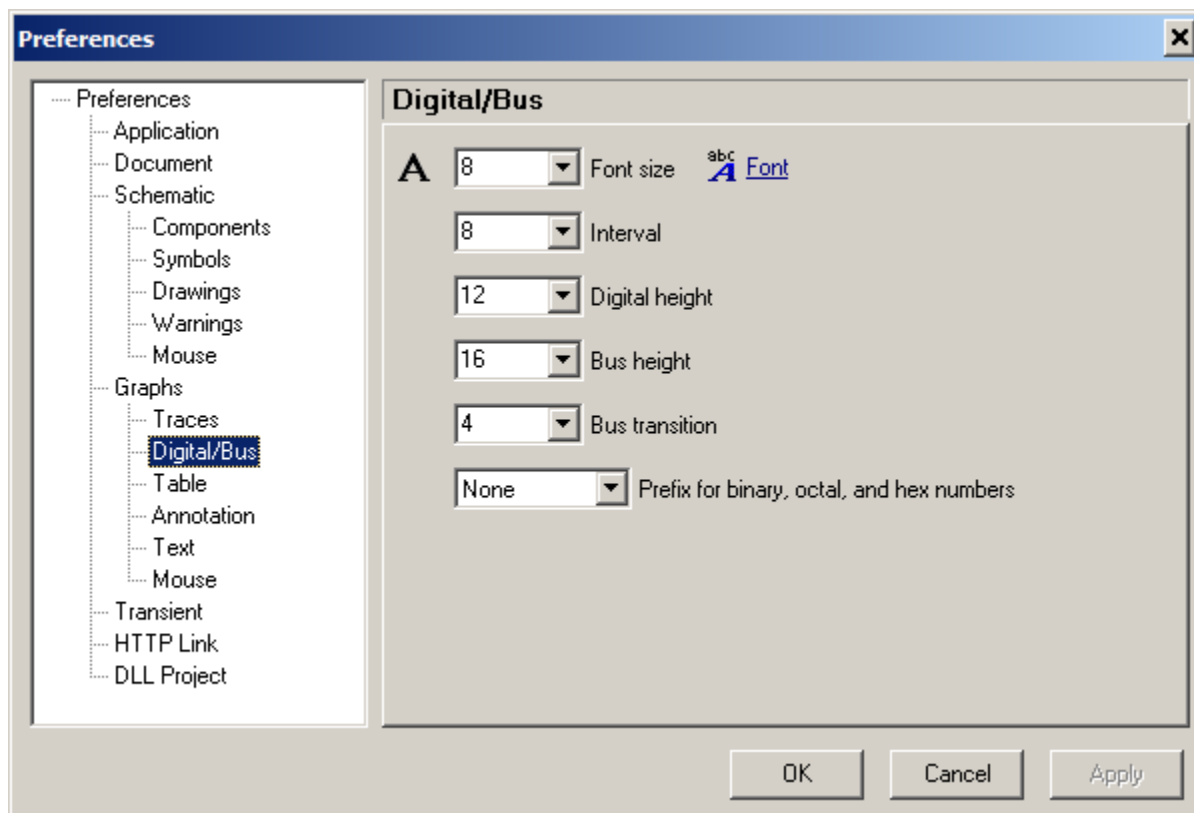 Preferences
Preferences
Application
Document
Schematic
Components
Symbols
Drawings
Warnings
Mouse
Graphs
Traces
Digital/Bus
Table
Annotation
Text
Mouse
Transient
HTTP Link
DLL Project
Digital/Bus
A 8 Font size abc A Font
8 Interval
12 Digital height
16 Bus height
4 Bus transition
None Prefix for binary, octal, and hex numbers
OK Cancel Apply